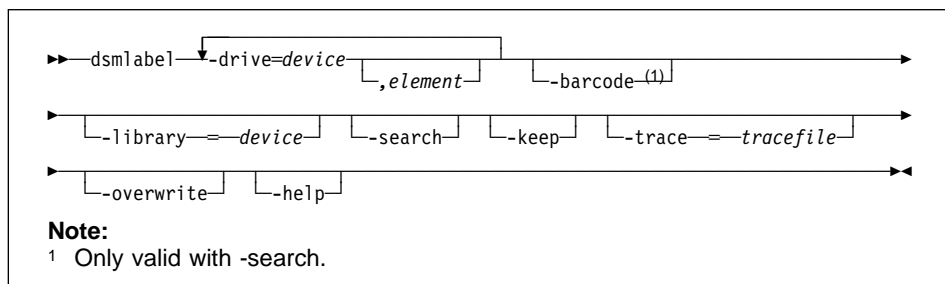 dsmlabel -drive=device ,element -barcode (1)
-library = device -search -keep -trace = tracefile
-overwrite -help
Note:
1 Only valid with -search.